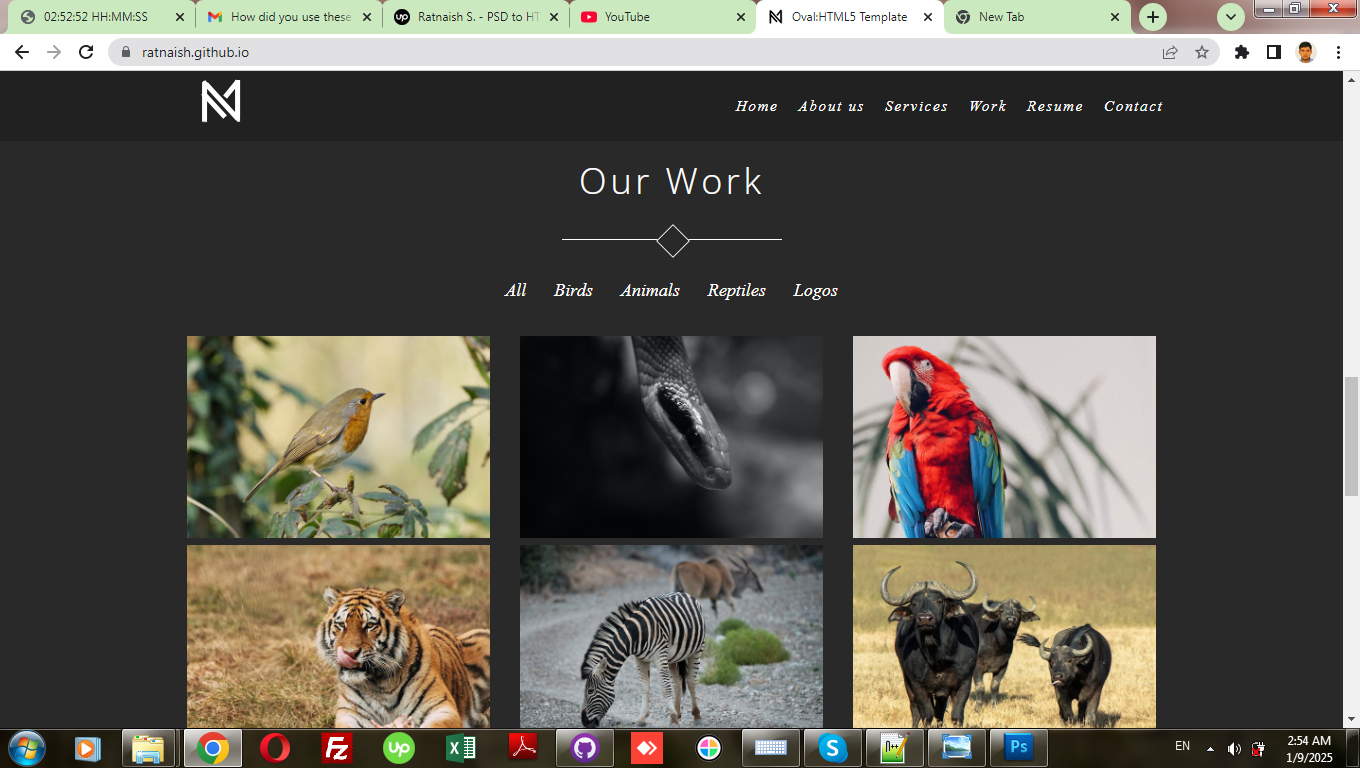 02:52:52 HH:MM:SS
How did you use these
Ratnaish S. - PSD to HT
YouTube
Oval:HTML5 Template
New Tab
ratnaish.github.io
Home About us Services Work Resume Contact
Our Work
All Birds Animals Reptiles Logos
EN
2:54 AM
1/9/2025